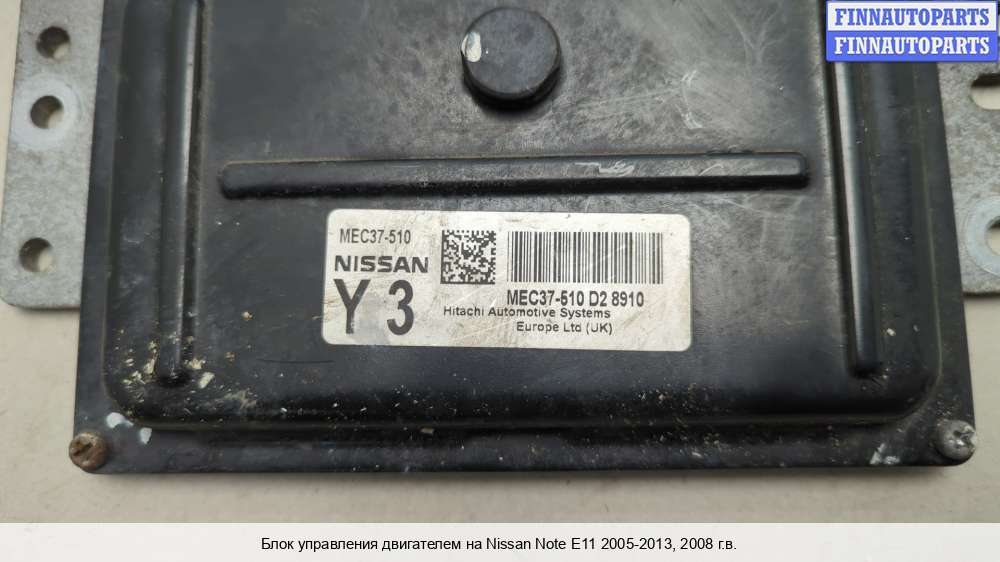 FINNAUTOPARTS
FINNAUTOPARTS
MEC37-510
NISSAN
Y 3
MEC37-510 D2 8910
Hitachi Automotive Systems
Europe Ltd (UK)
Блок управления двигателем на Nissan Note E11 2005-2013, 2008 г.в.